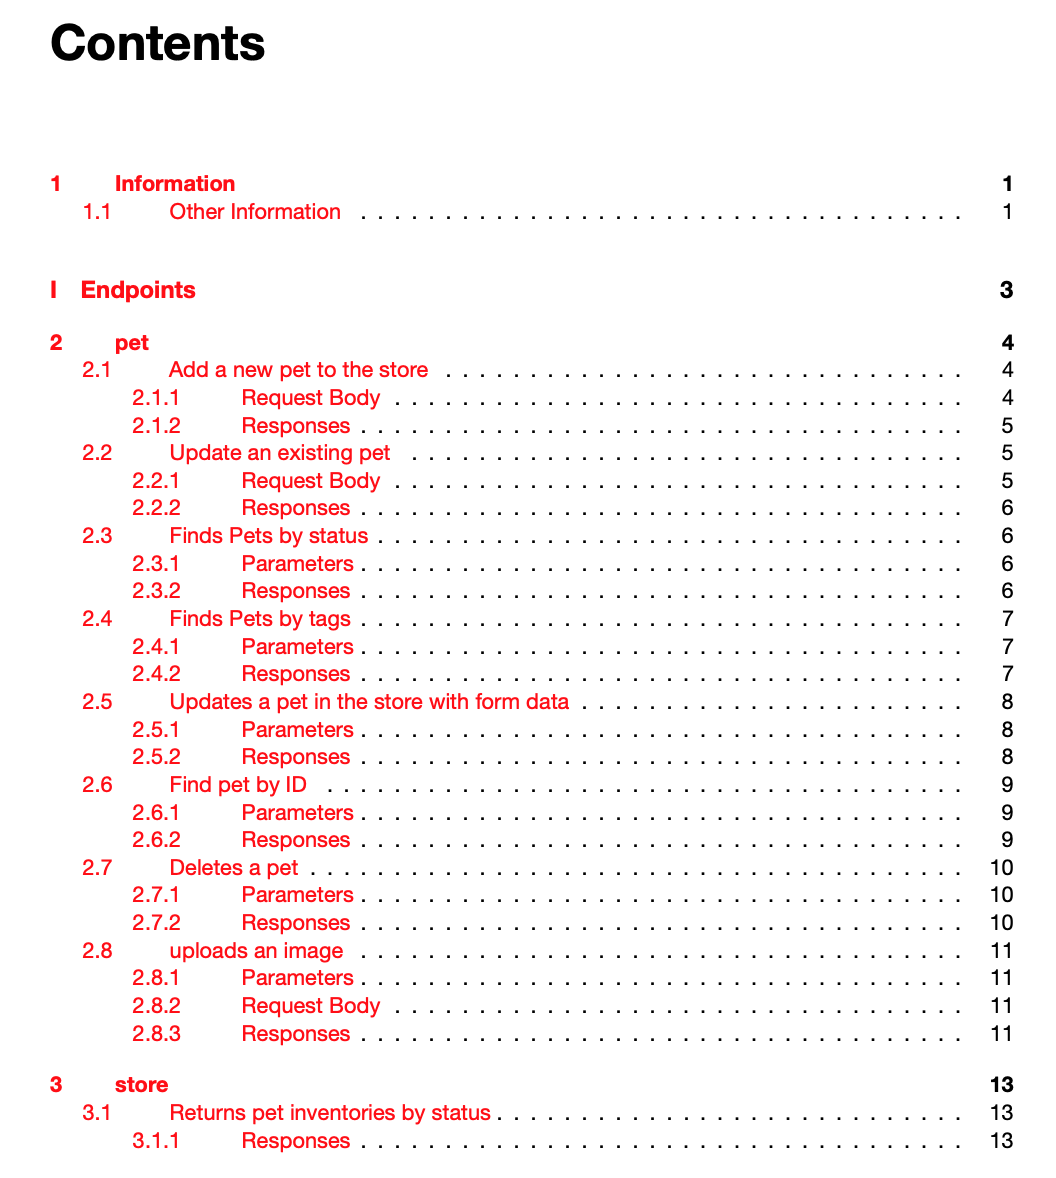 Contents
1 Information 1
1.1 Other Information . . . . . . . . . . . . . . . . . . . . . . . . . . . . . . . . . . . . 1
I Endpoints 3
2 pet 4
2.1 Add a new pet to the store . . . . . . . . . . . . . . . . . . . . . . . . . . . . . . . 4
2.1.1 Request Body . . . . . . . . . . . . . . . . . . . . . . . . . . . . . . . . . . 4
2.1.2 Responses . . . . . . . . . . . . . . . . . . . . . . . . . . . . . . . . . . . . 5
2.2 Update an existing pet . . . . . . . . . . . . . . . . . . . . . . . . . . . . . . . . . 5
2.2.1 Request Body . . . . . . . . . . . . . . . . . . . . . . . . . . . . . . . . . . 5
2.2.2 Responses . . . . . . . . . . . . . . . . . . . . . . . . . . . . . . . . . . . . 6
2.3 Finds Pets by status . . . . . . . . . . . . . . . . . . . . . . . . . . . . . . . . . . . 6
2.3.1 Parameters . . . . . . . . . . . . . . . . . . . . . . . . . . . . . . . . . . . . 6
2.3.2 Responses . . . . . . . . . . . . . . . . . . . . . . . . . . . . . . . . . . . . 6
2.4 Finds Pets by tags . . . . . . . . . . . . . . . . . . . . . . . . . . . . . . . . . . . . 7
2.4.1 Parameters . . . . . . . . . . . . . . . . . . . . . . . . . . . . . . . . . . . . 7
2.4.2 Responses . . . . . . . . . . . . . . . . . . . . . . . . . . . . . . . . . . . . 7
2.5 Updates a pet in the store with form data . . . . . . . . . . . . . . . . . . . . . . . 8
2.5.1 Parameters . . . . . . . . . . . . . . . . . . . . . . . . . . . . . . . . . . . . 8
2.5.2 Responses . . . . . . . . . . . . . . . . . . . . . . . . . . . . . . . . . . . . 8
2.6 Find pet by ID . . . . . . . . . . . . . . . . . . . . . . . . . . . . . . . . . . . . . . 9
2.6.1 Parameters . . . . . . . . . . . . . . . . . . . . . . . . . . . . . . . . . . . . 9
2.6.2 Responses . . . . . . . . . . . . . . . . . . . . . . . . . . . . . . . . . . . . 9
2.7 Deletes a pet . . . . . . . . . . . . . . . . . . . . . . . . . . . . . . . . . . . . . . . 10
2.7.1 Parameters . . . . . . . . . . . . . . . . . . . . . . . . . . . . . . . . . . . . 10
2.7.2 Responses . . . . . . . . . . . . . . . . . . . . . . . . . . . . . . . . . . . . 10
2.8 uploads an image . . . . . . . . . . . . . . . . . . . . . . . . . . . . . . . . . . . . 11
2.8.1 Parameters . . . . . . . . . . . . . . . . . . . . . . . . . . . . . . . . . . . . 11
2.8.2 Request Body . . . . . . . . . . . . . . . . . . . . . . . . . . . . . . . . . . 11
2.8.3 Responses . . . . . . . . . . . . . . . . . . . . . . . . . . . . . . . . . . . . 11
3 store 13
3.1 Returns pet inventories by status . . . . . . . . . . . . . . . . . . . . . . . . . . . . 13
3.1.1 Responses . . . . . . . . . . . . . . . . . . . . . . . . . . . . . . . . . . . . 13